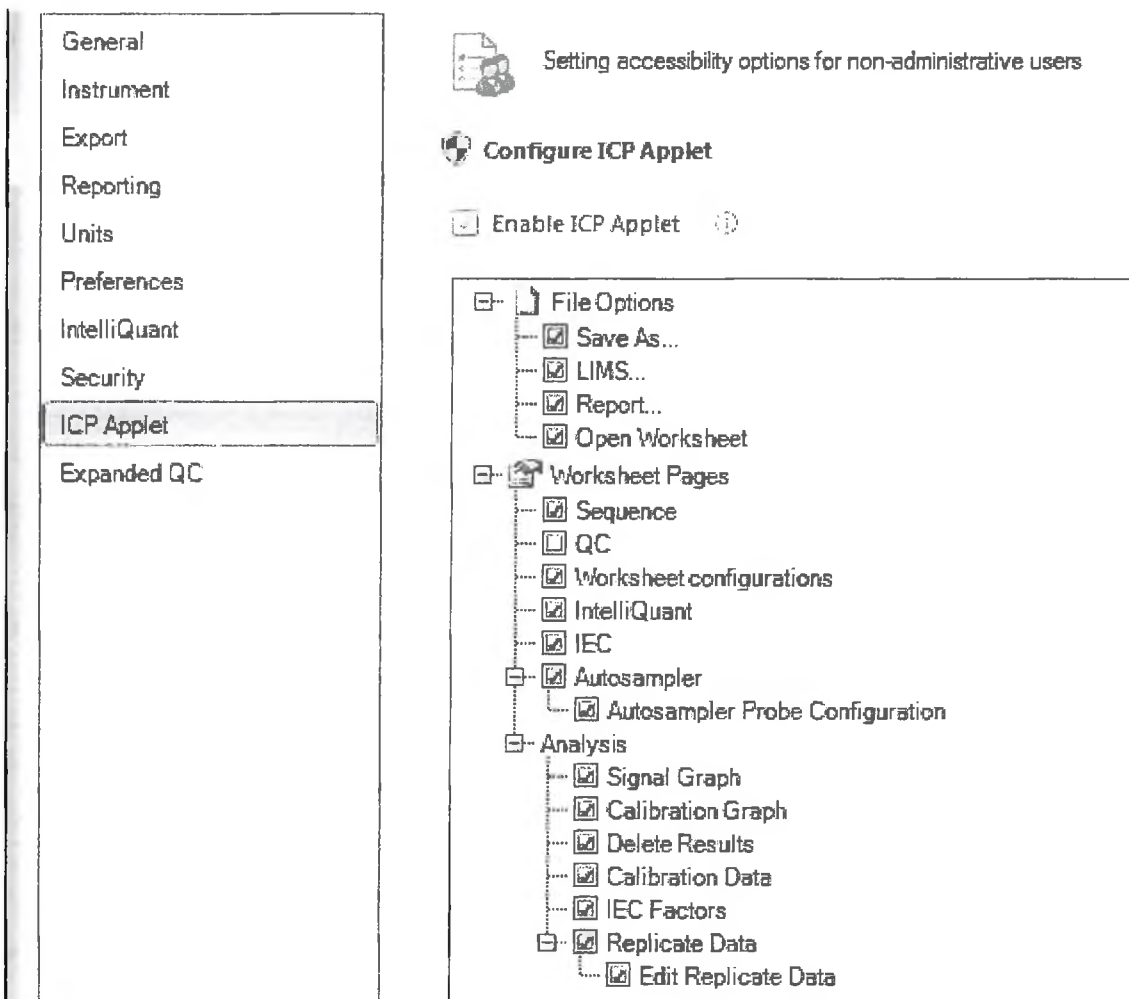 General
Instrument
Export
Reporting
Units
Preferences
IntelliQuant
Security
ICP Applet
Expanded QC
Setting accessibility options for non-administrative users
Configure ICP Applet
Enable ICP Applet
File Options
Save As...
LIMS...
Report...
Open Worksheet
Worksheet Pages
Sequence
QC
Worksheet configurations
IntelliQuant
IEC
Autosampler
Autosampler Probe Configuration
Analysis
Signal Graph
Calibration Graph
Delete Results
Calibration Data
IEC Factors
Replicate Data
Edit Replicate Data